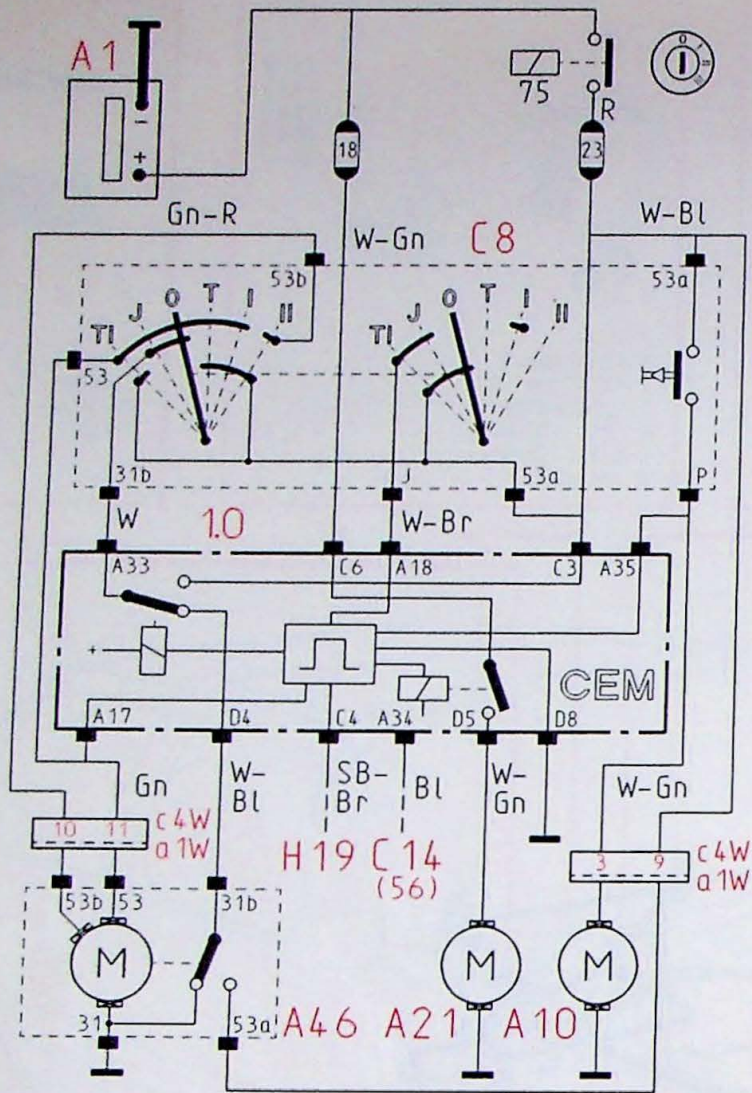 A1
−
+
75
O I II III
R
18
23
Gn-R
W-Gn
C8
W-Bl
53b
53a
TI J O T I II
TI J O T I II
53
31b
J
53a
P
W
1.0
W-Br
A33
C6
A18
C3
A35
+
CEM
A17
D4
C4
A34
D5
D8
Gn
W-Bl
SB-Br
Bl
W-Gn
W-Gn
10
11
c4W
a1W
H19
C14
(56)
3
9
c4W
a1W
53b
53
31b
M
M
M
31
53a
A46
A21
A10